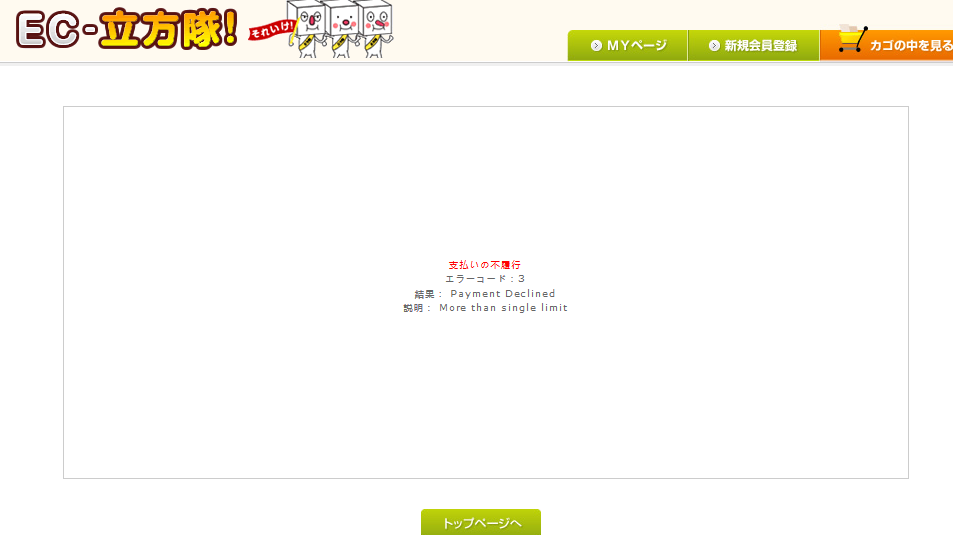 EC-立方隊!
それいけ!
MYページ
新規会員登録
カゴの中を見る
支払いの不履行
エラーコード : 3
結果 : Payment Declined
説明 : More than single limit
トップページへ